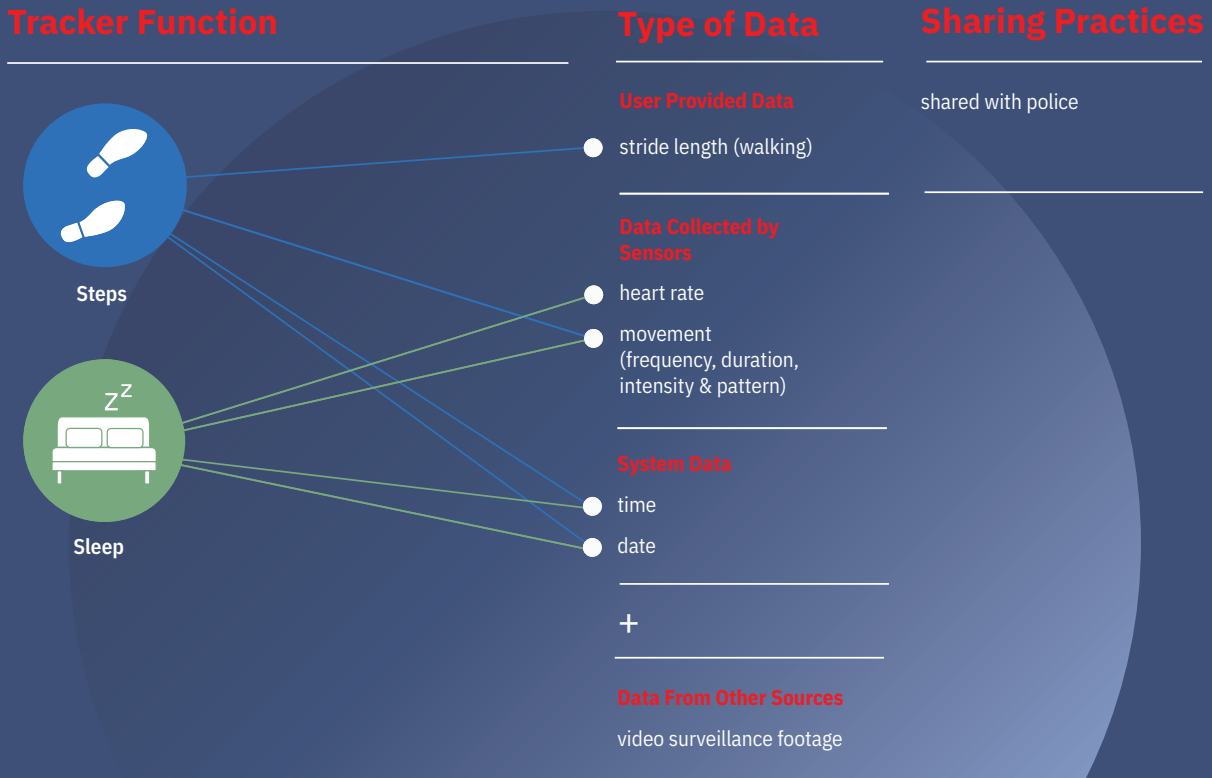 Tracker Function
Type of Data
Sharing Practices
User Provided Data
shared with police
stride length (walking)
Data Collected by
Sensors
heart rate
movement
(frequency, duration,
intensity & pattern)
Steps
zz
Sleep
System Data
time
date
+
Data From Other Sources
video surveillance footage